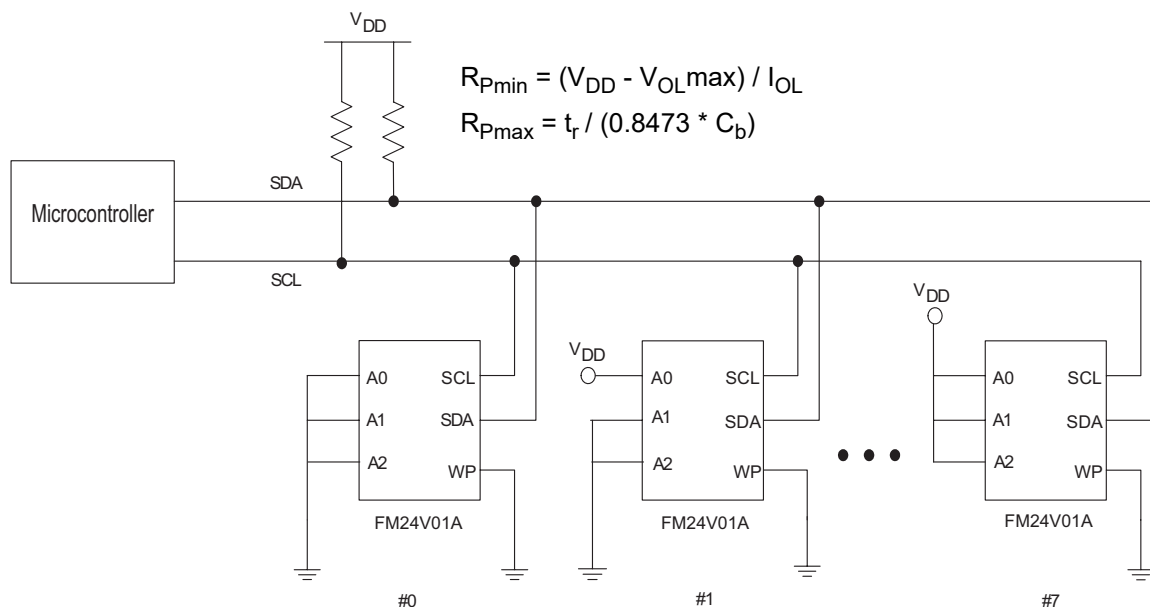 VDD
RPmin = (VDD - VOLmax) / IOL
RPmax = tr / (0.8473 * Cb)
Microcontroller
SDA
SCL
VDD
VDD
A0 SCL
A1 SDA
A2 WP
FM24V01A
#0
A0 SCL
A1 SDA
A2 WP
FM24V01A
#1
A0 SCL
A1 SDA
A2 WP
FM24V01A
#7